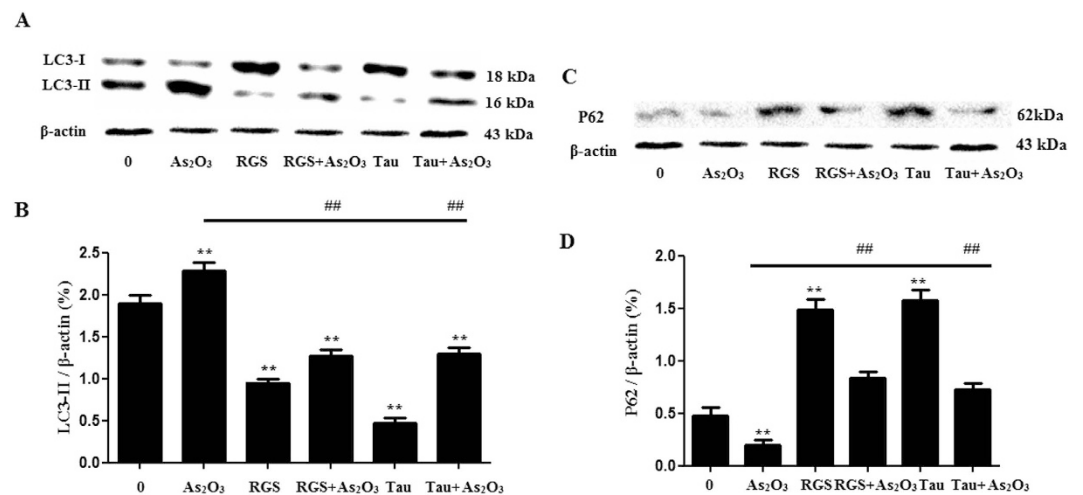 A
LC3-I
LC3-II
18 kDa
16 kDa
β-actin
43 kDa
0 As₂O₃ RGS RGS+As₂O₃ Tau Tau+As₂O₃
B
## ##
LC3-II / β-actin (%)
2.5
2.0
1.5
1.0
0.5
0.0
** ** ** ** **
0 As₂O₃ RGS RGS+As₂O₃ Tau Tau+As₂O₃
C
P62
62kDa
β-actin
43 kDa
0 As₂O₃ RGS RGS+As₂O₃ Tau Tau+As₂O₃
D
## ##
P62 / β-actin (%)
2.0
1.5
1.0
0.5
0.0
** ** **
0 As₂O₃ RGS RGS+As₂O₃ Tau Tau+As₂O₃